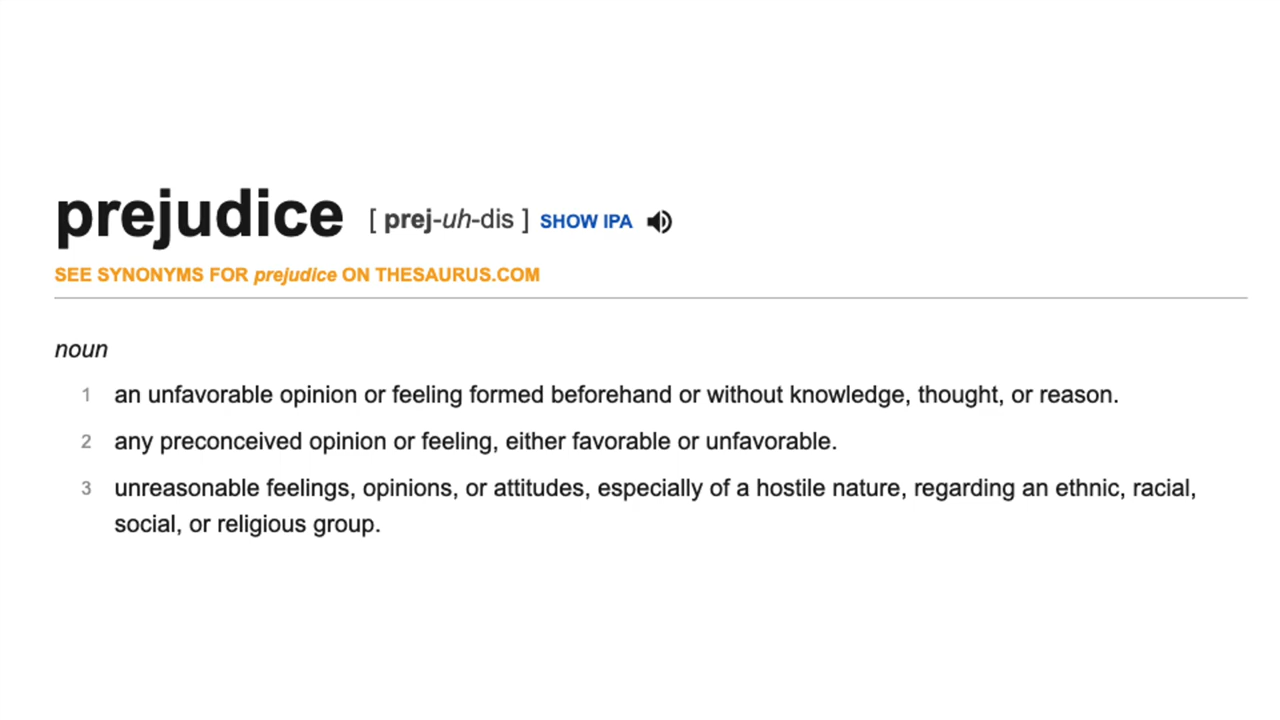 prejudice [ prej-uh-dis ] SHOW IPA
SEE SYNONYMS FOR prejudice ON THESAURUS.COM
noun
1 an unfavorable opinion or feeling formed beforehand or without knowledge, thought, or reason.
2 any preconceived opinion or feeling, either favorable or unfavorable.
3 unreasonable feelings, opinions, or attitudes, especially of a hostile nature, regarding an ethnic, racial,
social, or religious group.